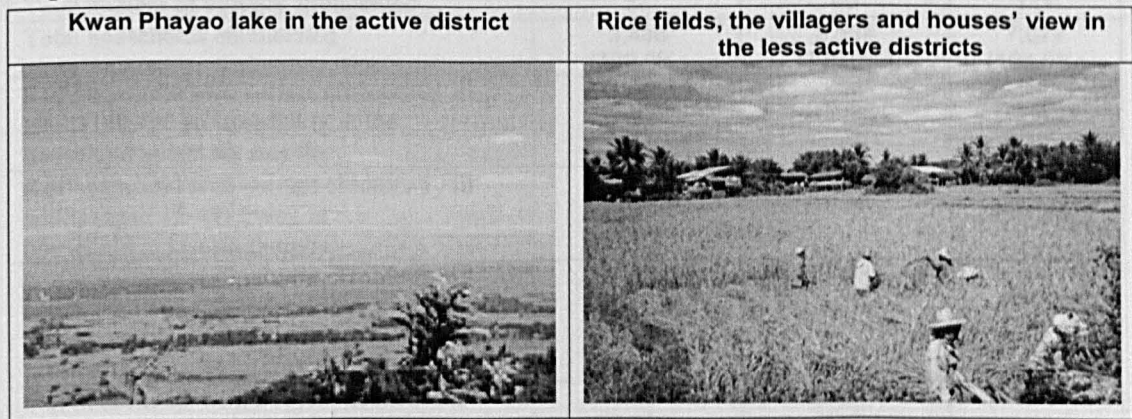 Kwan Phayao lake in the active district
Rice fields, the villagers and houses' view in
the less active districts